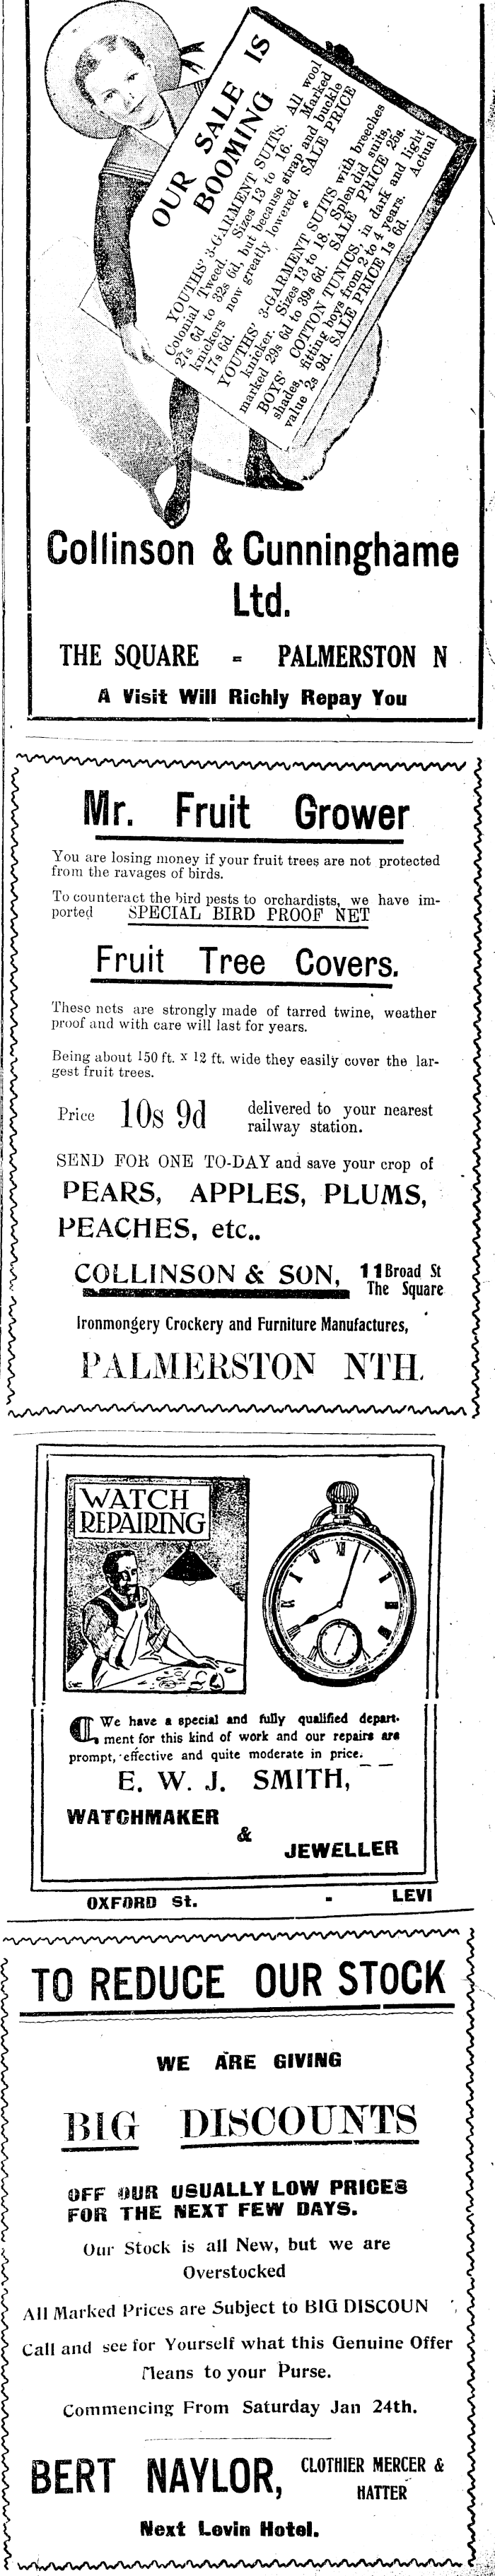 OUR SALE IS
BOOMING
YOUTHS' 3-GARMENT SUITS. All wool
Colonial Tweed. Sizes 13 to 16. Marked
27s 6d to 32s 6d, but because strap and buckle
knickers now greatly lowered. SALE PRICE
17s 6d.
YOUTHS' 3-GARMENT SUITS with breeches
knicker. Sizes 13 to 18. Splendid suits,
marked 29s 6d to 39s 6d. SALE PRICE 25s.
BOYS' COTTON TUNICS, in dark and light
shades, fitting boys from 2 to 4 years. Actual
value 2s 9d. SALE PRICE 1s 6d.
Collinson & Cunninghame
Ltd.
THE SQUARE - PALMERSTON N
A Visit Will Richly Repay You
Mr. Fruit Grower
You are losing money if your fruit trees are not protected
from the ravages of birds.
To counteract the bird pests to orchardists, we have im-
ported SPECIAL BIRD PROOF NET
Fruit Tree Covers.
These nets are strongly made of tarred twine, weather
proof and with care will last for years.
Being about 150 ft. x 12 ft. wide they easily cover the lar-
gest fruit trees.
Price 10s 9d delivered to your nearest
railway station.
SEND FOR ONE TO-DAY and save your crop of
PEARS, APPLES, PLUMS,
PEACHES, etc..
COLLINSON & SON, 11 Broad St
The Square
Ironmongery Crockery and Furniture Manufactures,
PALMERSTON NTH.
WATCH
REPAIRING
We have a special and fully qualified depart-
ment for this kind of work and our repairs are
prompt, effective and quite moderate in price.
E. W. J. SMITH,
WATCHMAKER
&
JEWELLER
OXFORD St. - LEVI
TO REDUCE OUR STOCK
WE ARE GIVING
BIG DISCOUNTS
OFF OUR USUALLY LOW PRICES
FOR THE NEXT FEW DAYS.
Our Stock is all New, but we are
Overstocked
All Marked Prices are Subject to BIG DISCOUN
Call and see for Yourself what this Genuine Offer
Means to your Purse.
Commencing From Saturday Jan 24th.
BERT NAYLOR, CLOTHIER MERCER &
HATTER
Next Levin Hotel.